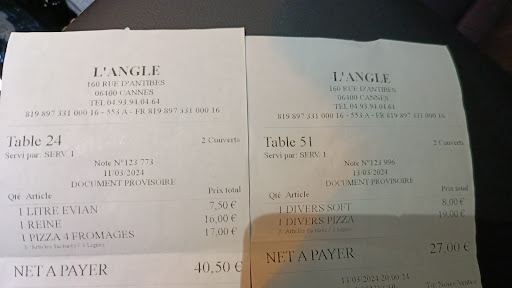 L'ANGLE
160 RUE D'ANTIBES
06400 CANNES
TEL 04.93.94.04.64
819 897 331 000 16 - 553 A - FR 819 897 331 000 16
Table 24 2 Couverts
Servi par: SERV. 1
Note N°123 773
11/03/2024
DOCUMENT PROVISOIRE
Qté Article Prix total
1 LITRE EVIAN 7,50 €
1 REINE 16,00 €
1 PIZZA 4 FROMAGES 17,00 €
NET A PAYER 40,50 €
L'ANGLE
160 RUE D'ANTIBES
06400 CANNES
TEL 04.93.94.04.64
819 897 331 000 16 - 553 A - FR 819 897 331 000 16
Table 51 2 Couverts
Servi par: SERV. 1
Note N°123 996
13/03/2024
DOCUMENT PROVISOIRE
Qté Article Prix total
1 DIVERS SOFT 8,00 €
1 DIVERS PIZZA 19,00 €
NET A PAYER 27,00 €
13/03/2024 20:00:24